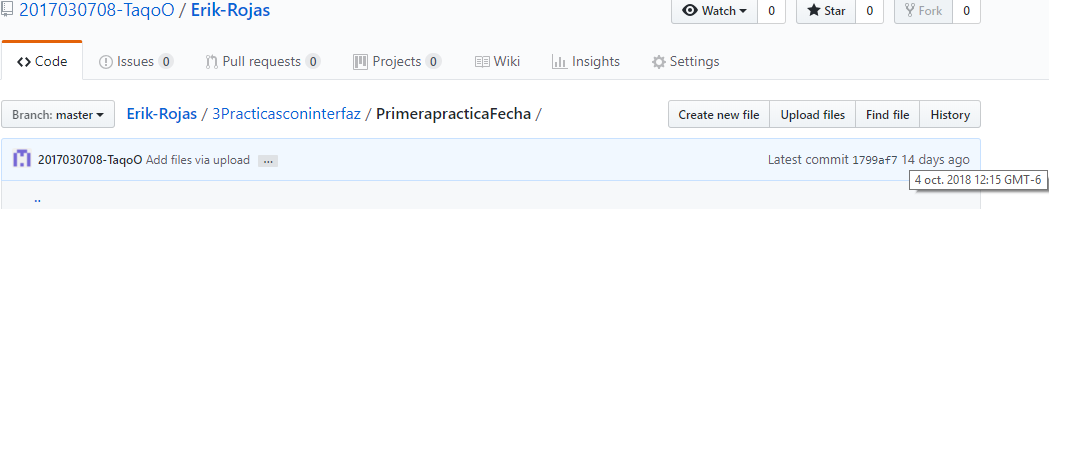 2017030708-TaqoO / Erik-Rojas Watch 0 Star 0 Fork 0
Code Issues 0 Pull requests 0 Projects 0 Wiki Insights Settings
Branch: master Erik-Rojas / 3Practicasconinterfaz / PrimerapracticaFecha / Create new file Upload files Find file History
2017030708-TaqoO Add files via upload ... Latest commit 1799af7 14 days ago
4 oct. 2018 12:15 GMT-6
..